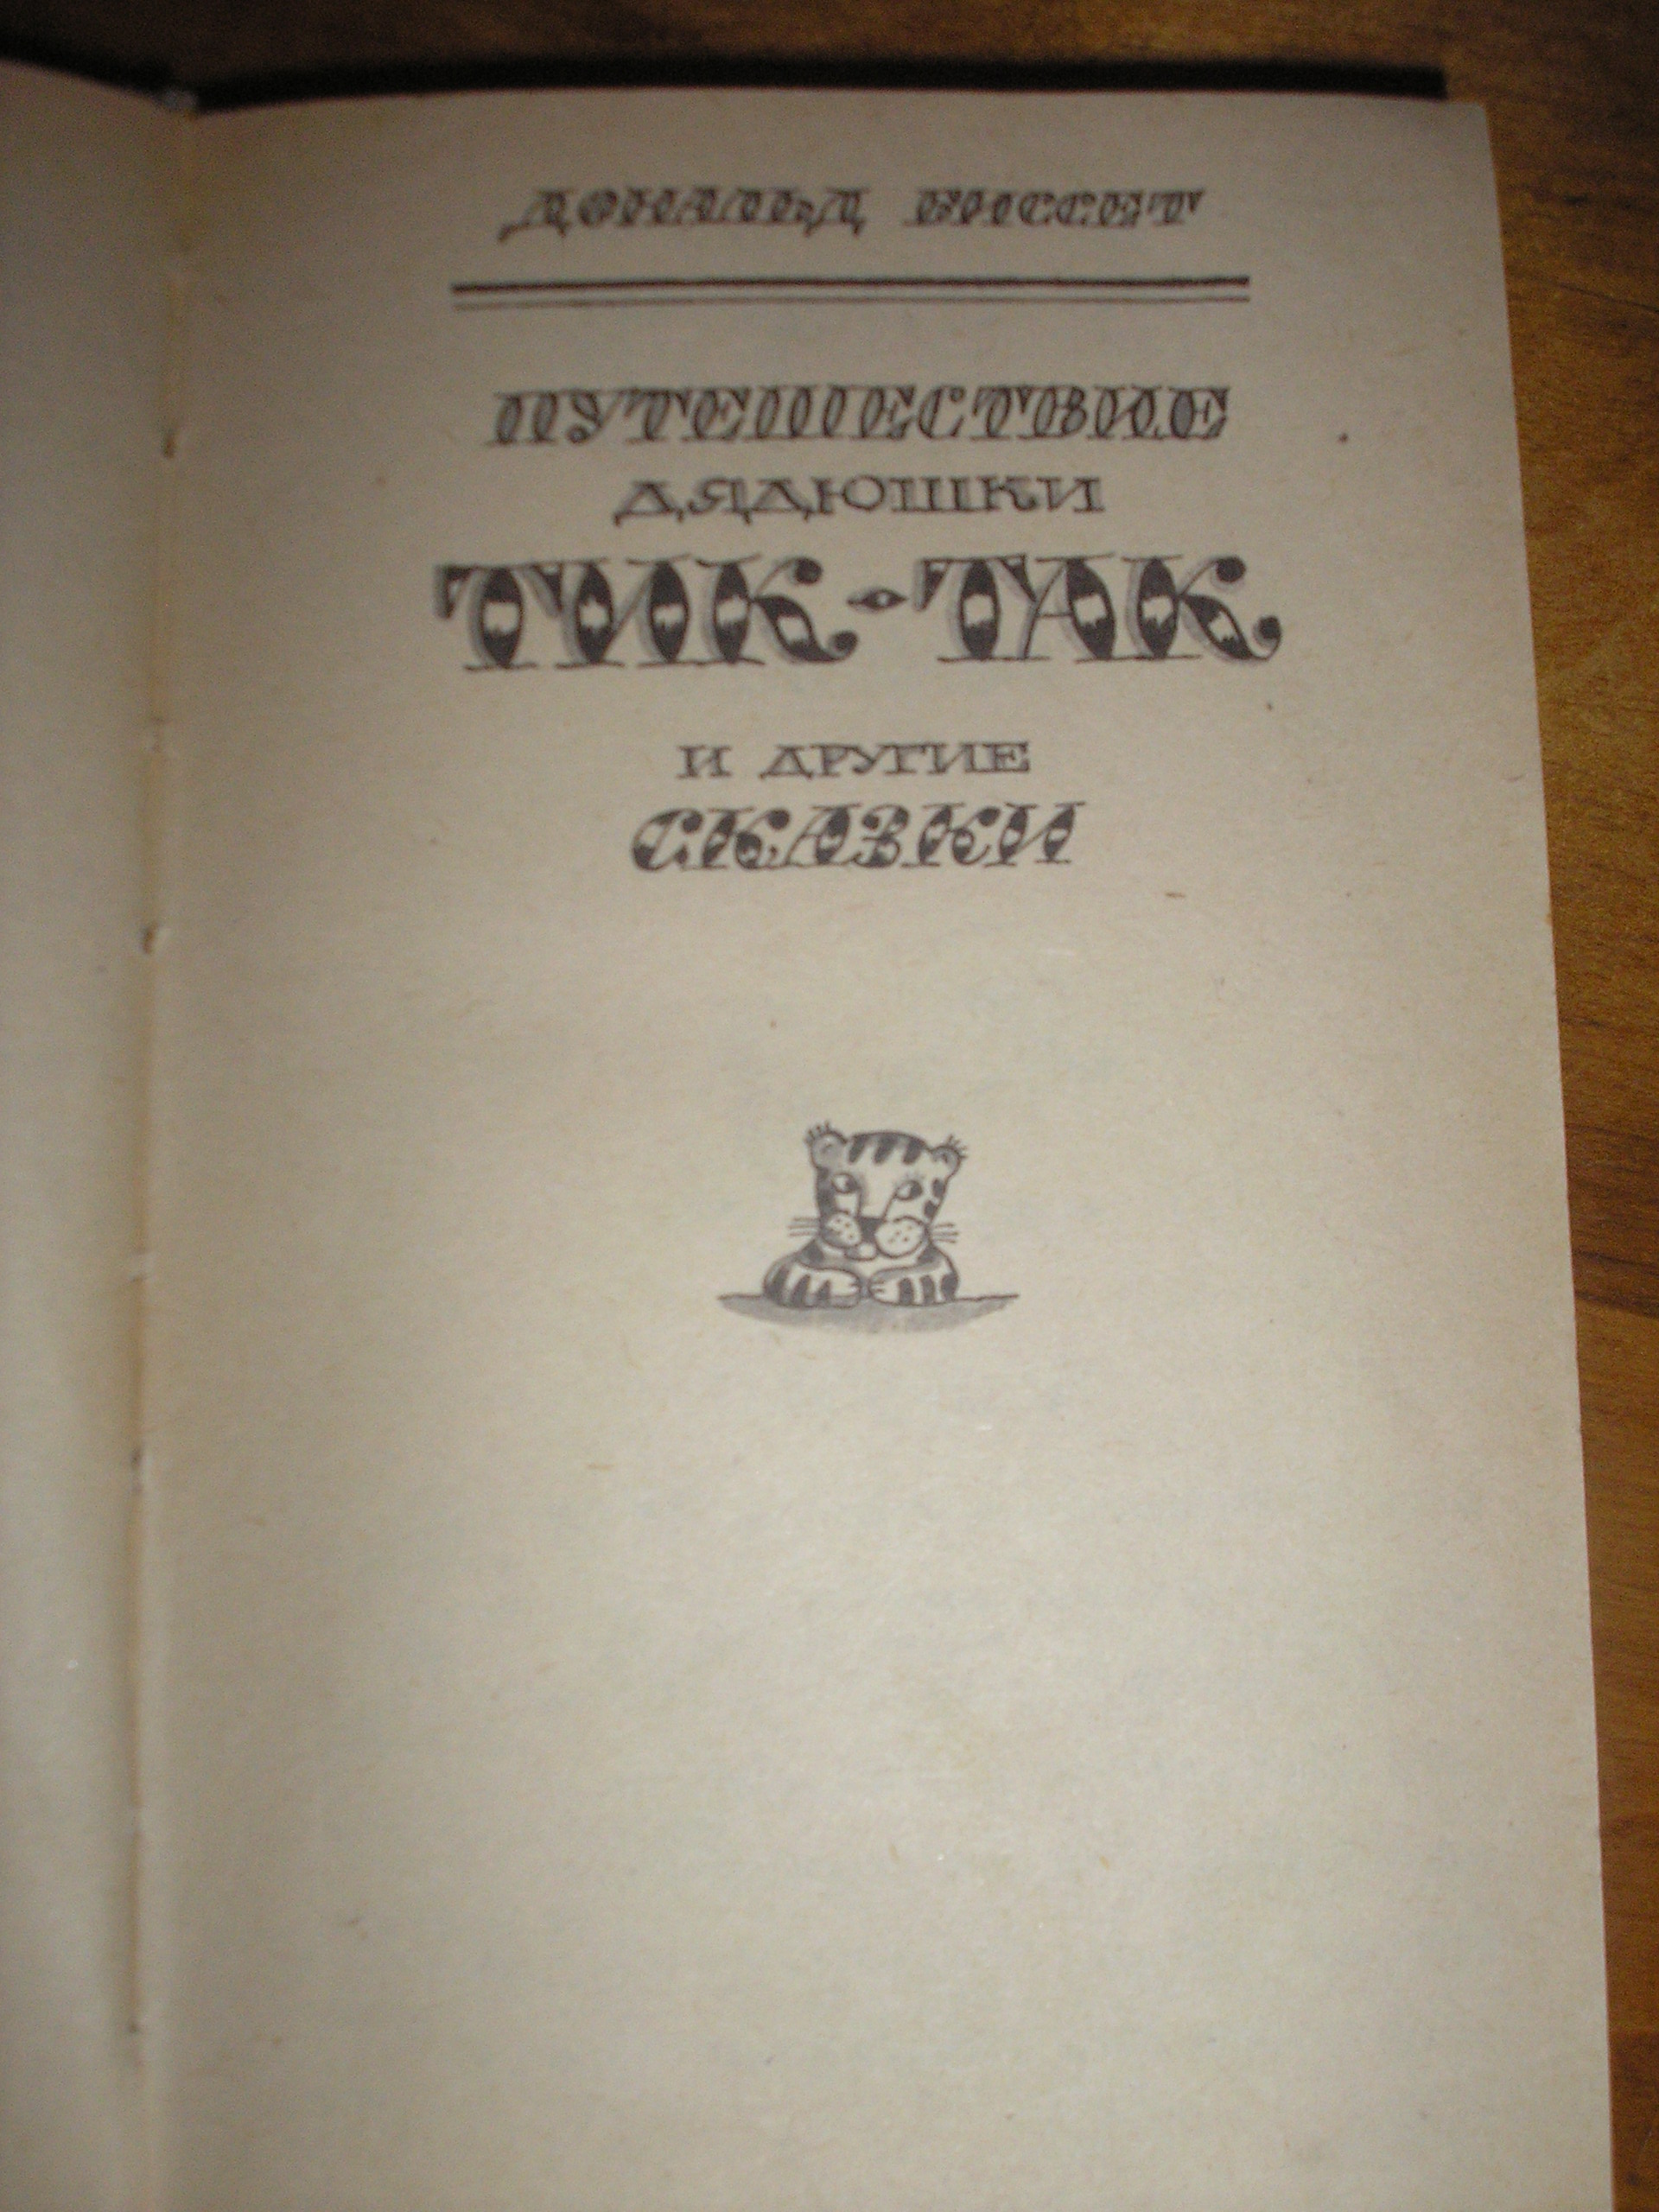 ДОНАЛЬД БИССЕТ
ПУТЕШЕСТВИЕ
ДЯДЮШКИ
ТИК-ТАК
И ДРУГИЕ
СКАЗКИ